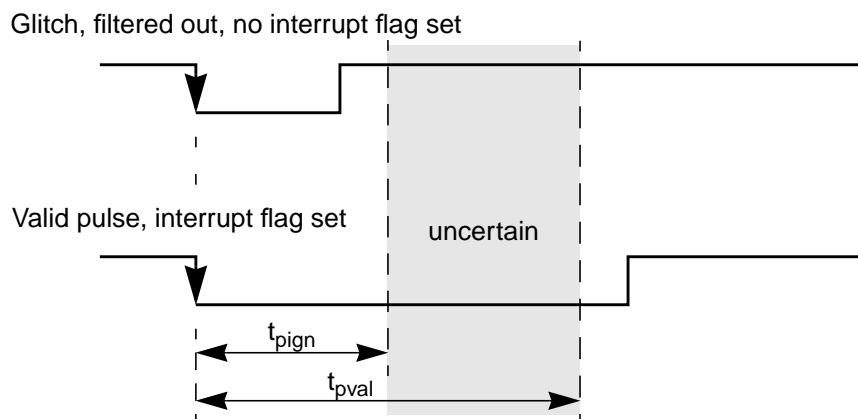 Glitch, filtered out, no interrupt flag set
Valid pulse, interrupt flag set
uncertain
tpign
tpval